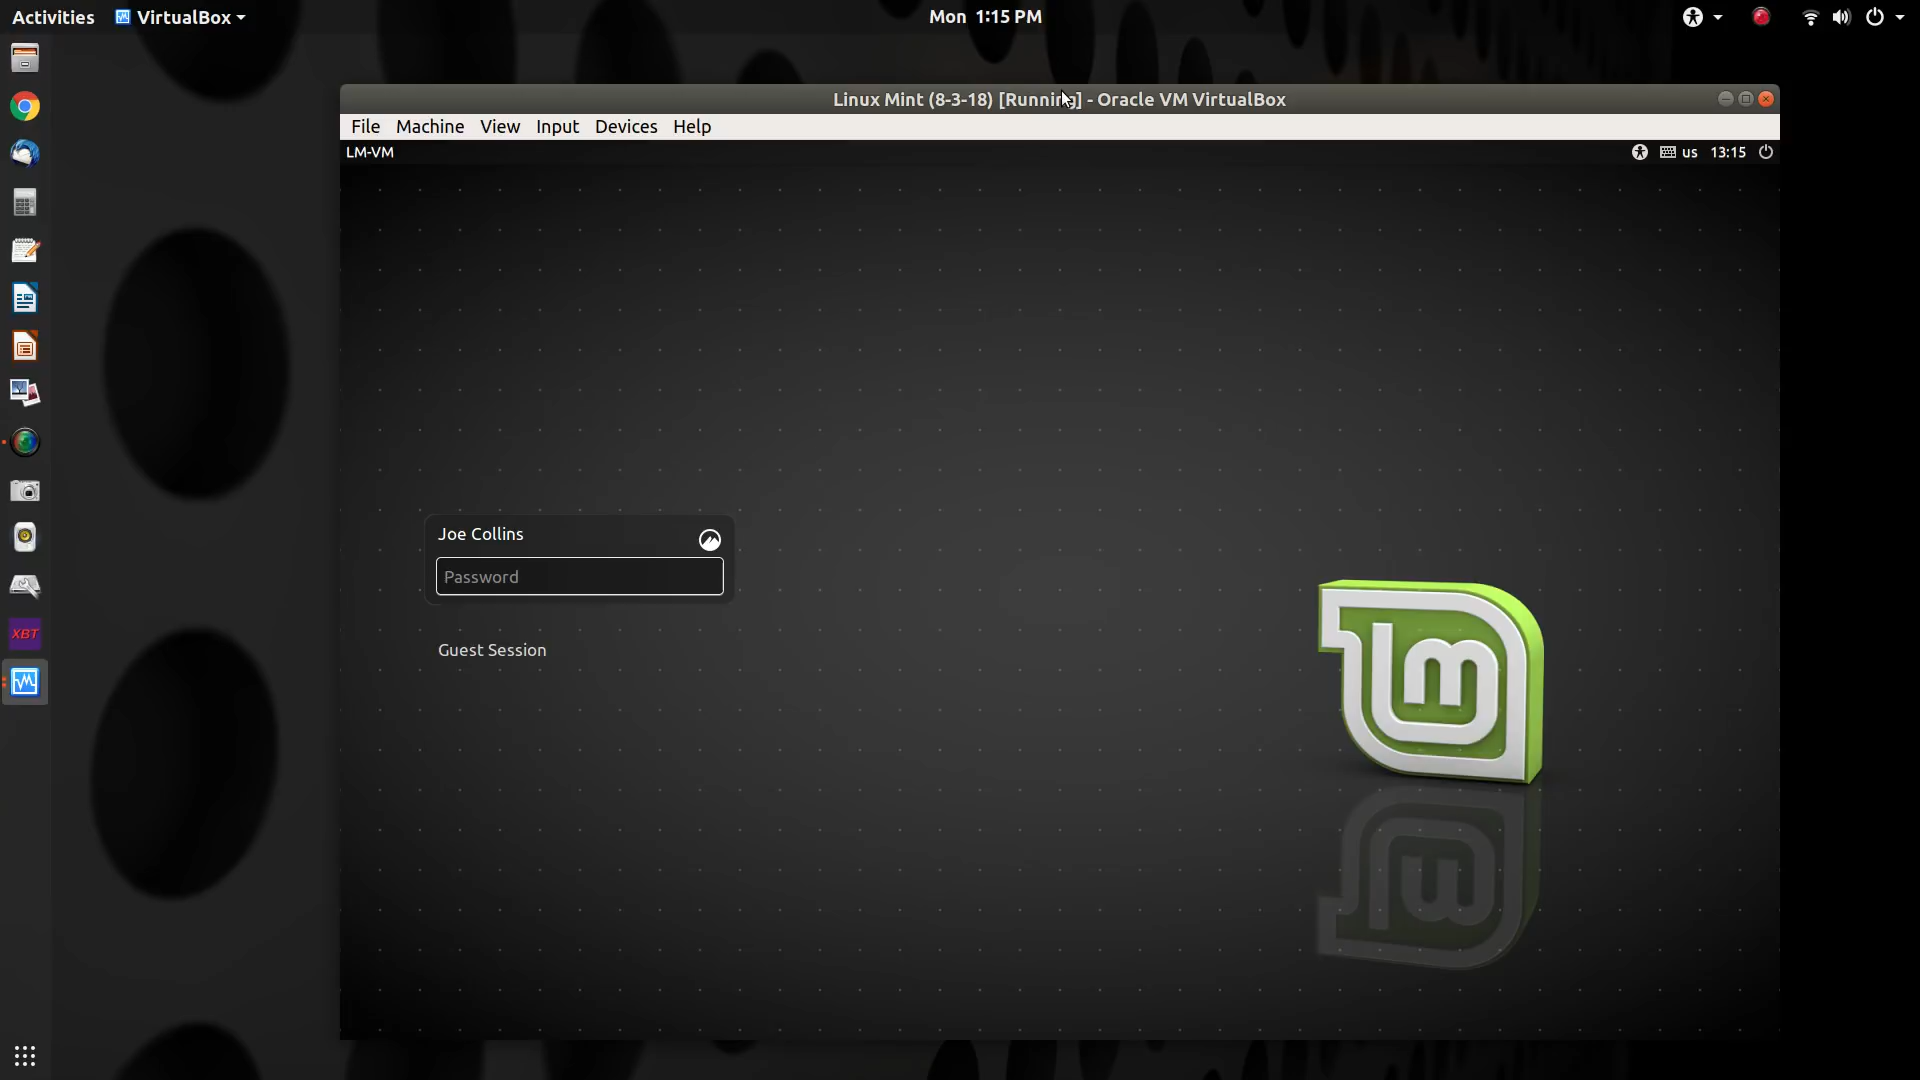 Activities VirtualBox Mon 1:15 PM
Linux Mint (8-3-18) [Running] - Oracle VM VirtualBox
File Machine View Input Devices Help
LM-VM us 13:15
Joe Collins
Password
Guest Session
XBT
lm